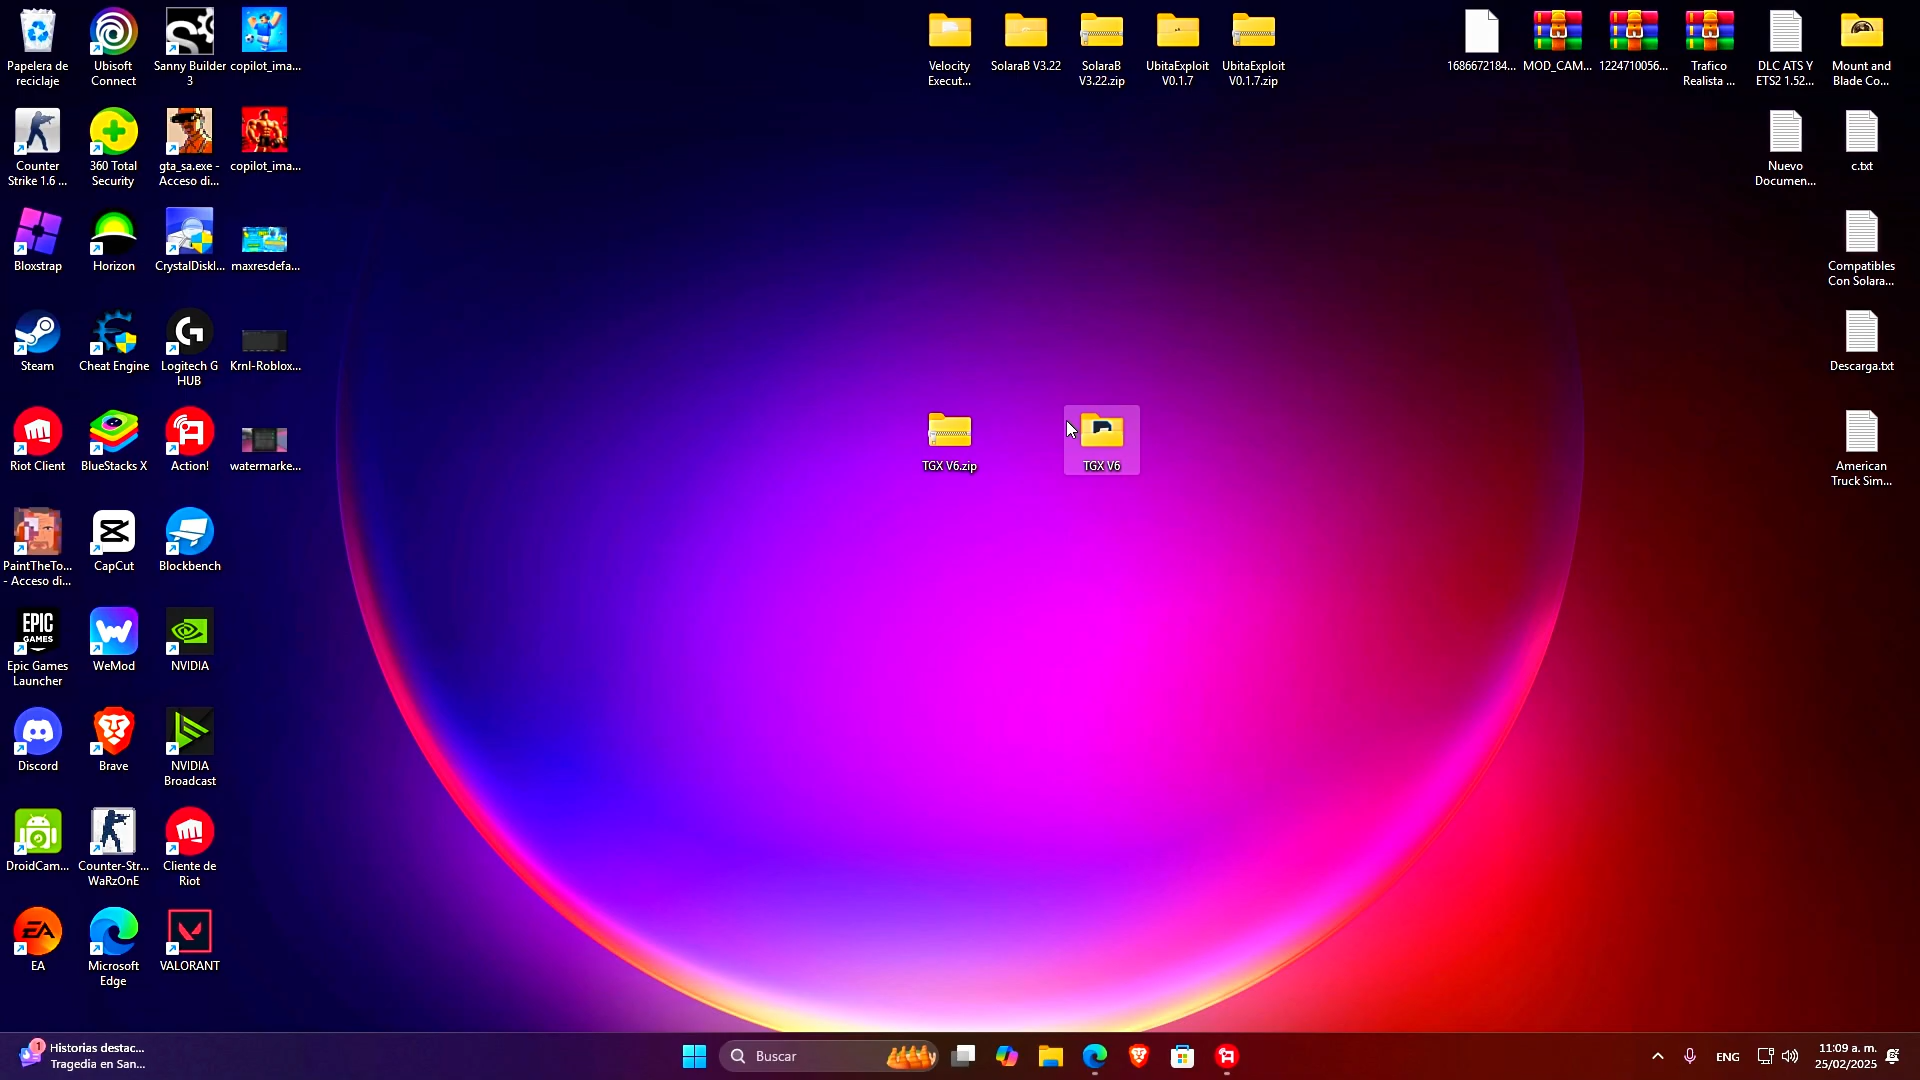 Papelera de
reciclaje
Ubisoft
Connect
Sanny Builder
3
copilot_ima...
Velocity
Execut...
SolaraB V3.22
SolaraB
V3.22.zip
UbitaExploit
V0.1.7
UbitaExploit
V0.1.7.zip
1686672184...
MOD_CAM...
1224710056...
Trafico
Realista ...
DLC ATS Y
ETS2 1.52...
Mount and
Blade Co...
Counter
Strike 1.6 ...
360 Total
Security
gta_sa.exe -
Acceso di...
copilot_ima...
Nuevo
Documen...
c.txt
Bloxstrap
Horizon
CrystalDiskI...
maxresdefa...
Compatibles
Con Solara...
Steam
Cheat Engine
Logitech G
HUB
Krnl-Roblox...
Descarga.txt
Riot Client
BlueStacks X
Action!
watermarke...
TGX V6.zip
TGX V6
American
Truck Sim...
PaintTheTo...
- Acceso di...
CapCut
Blockbench
EPIC
GAMES
Epic Games
Launcher
WeMod
NVIDIA
Discord
Brave
NVIDIA
Broadcast
DroidCam...
Counter-Str...
WaRzOnE
Cliente de
Riot
EA
EA
Microsoft
Edge
VALORANT
1
Historias destac...
Tragedia en San...
Buscar
ENG
11:09 a. m.
25/02/2025